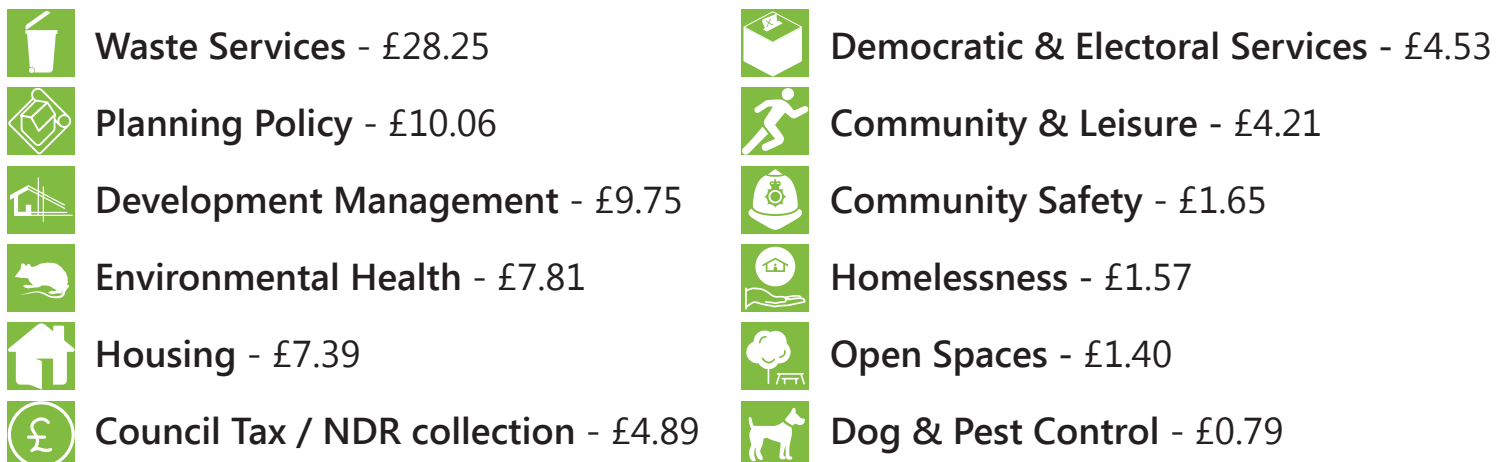 Waste Services - £28.25
Planning Policy - £10.06
Development Management - £9.75
Environmental Health - £7.81
Housing - £7.39
£
Council Tax / NDR collection - £4.89
Democratic & Electoral Services - £4.53
Community & Leisure - £4.21
Community Safety - £1.65
Homelessness - £1.57
Open Spaces - £1.40
Dog & Pest Control - £0.79